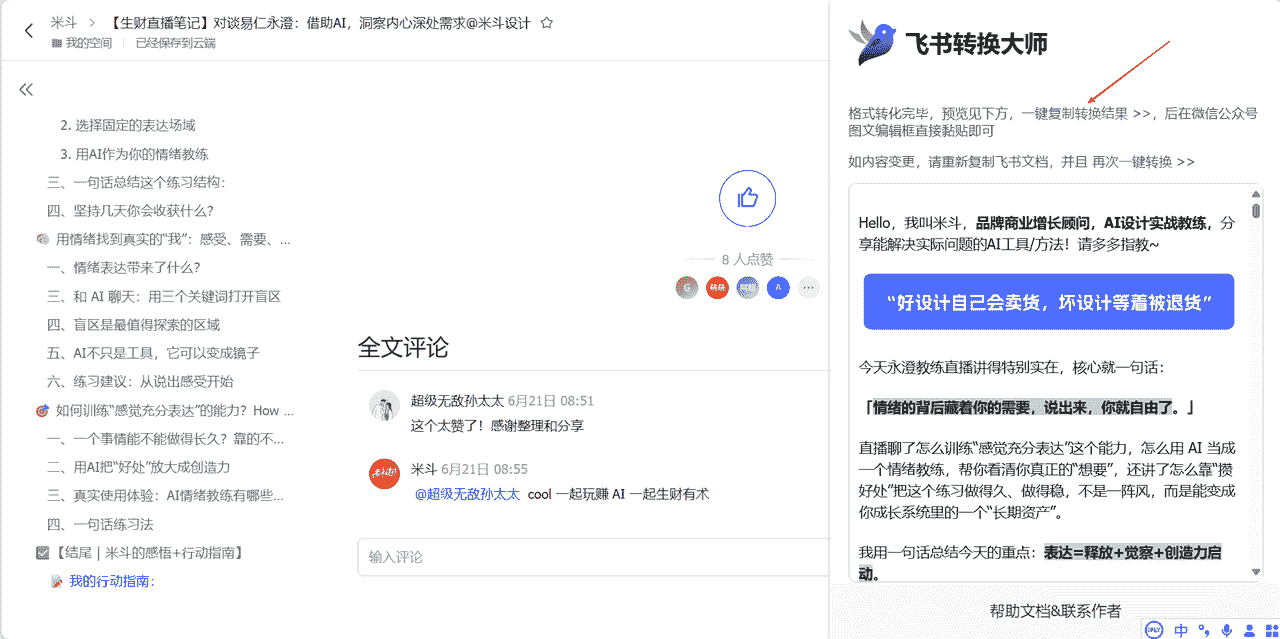 米斗 > 【生财直播笔记】对谈易仁永澄：借助AI，洞察内心深处需求@米斗设计
我的空间 | 已经保存到云端
2. 选择固定的表达场域
3. 用AI作为你的情绪教练
三、一句话总结这个练习结构：
四、坚持几天你会收获什么？
用情绪找到真实的“我”：感受、需要、...
一、情绪表达带来了什么？
三、和 AI 聊天：用三个关键词打开盲区
四、盲区是最值得探索的区域
五、AI不只是工具，它可以变成镜子
六、练习建议：从说出感受开始
如何训练“感觉充分表达”的能力？How ...
一、一个事情能不能做得长久？靠的不...
二、用AI把“好处”放大成创造力
三、真实使用体验：AI情绪教练有哪些...
四、一句话练习法
【结尾 | 米斗的感悟+行动指南】
我的行动指南：
8 人点赞
G
萌萌
A
全文评论
超级无敌孙太太 6月21日 08:51
这个太赞了！感谢整理和分享
米斗 6月21日 08:55
@超级无敌孙太太 cool 一起玩赚 AI 一起生财有术
输入评论
飞书转换大师
格式转化完毕，预览见下方，一键复制转换结果 >>，后在微信公众号
图文编辑框直接黏贴即可
如内容变更，请重新复制飞书文档，并且 再次一键转换 >>
Hello，我叫米斗，品牌商业增长顾问，AI设计实战教练，分
享能解决实际问题的AI工具/方法！请多多指教~
“好设计自己会卖货，坏设计等着被退货”
今天永澄教练直播讲得特别实在，核心就一句话：
「情绪的背后藏着你的需要，说出来，你就自由了。」
直播聊了怎么训练“感觉充分表达”这个能力，怎么用 AI 当成
一个情绪教练，帮你看清你真正的“想要”，还讲了怎么靠“攒
好处”把这个练习做得久、做得稳，不是一阵风，而是能变成
你成长系统里的一个“长期资产”。
我用一句话总结今天的重点：表达=释放+觉察+创造力启
动。
帮助文档&联系作者
iFLY 中